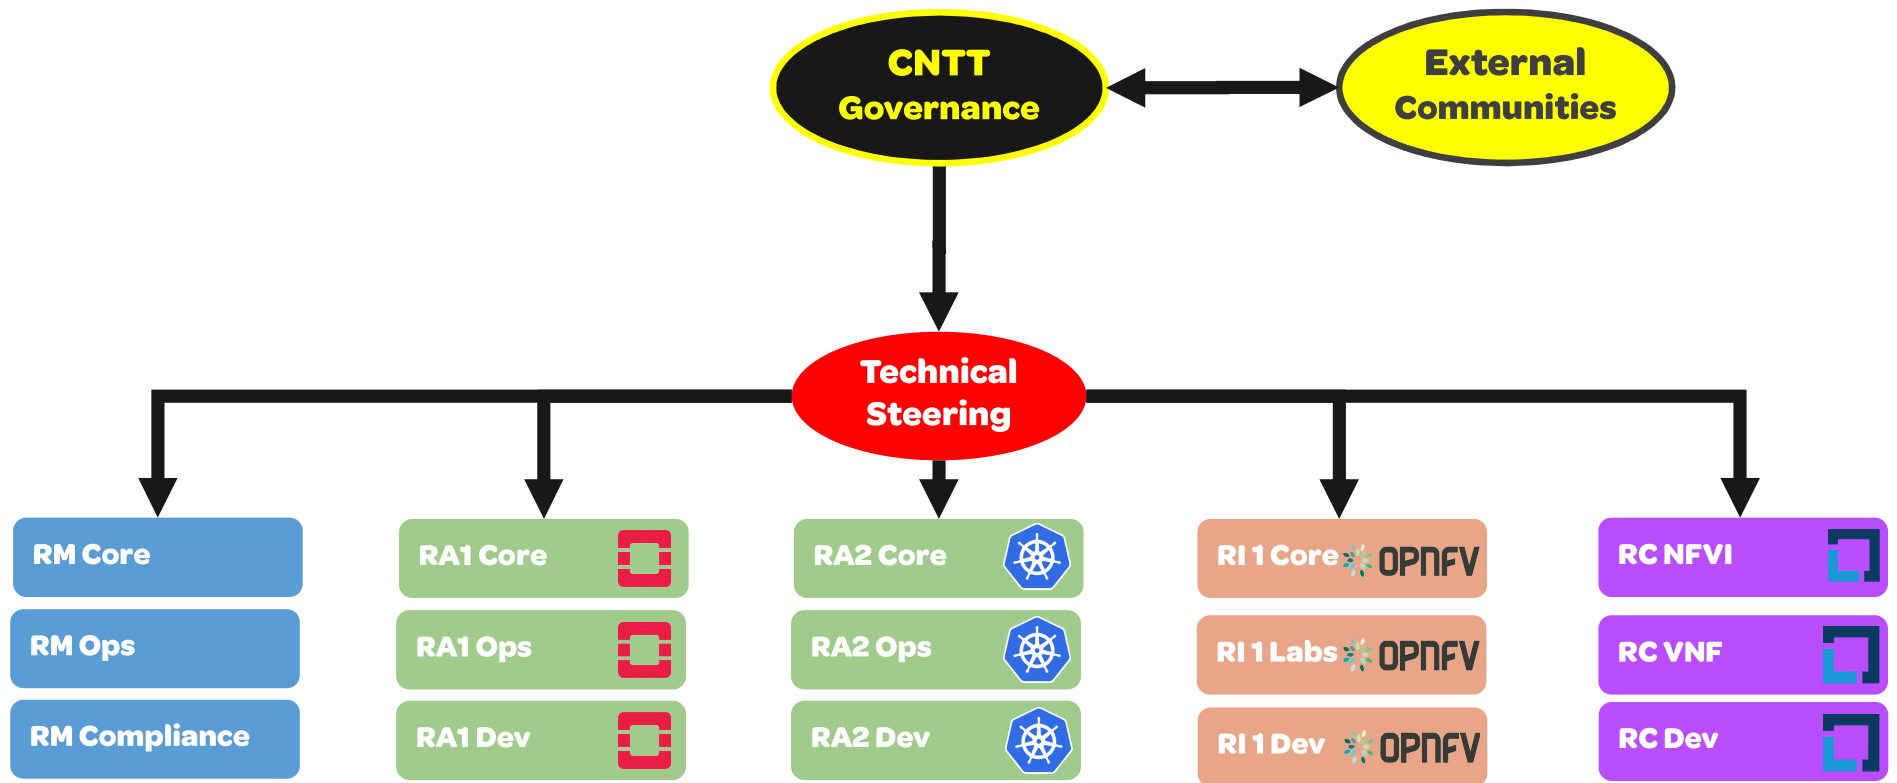 CNTT
Governance
External
Communities
Technical
Steering
RM Core
RA1 Core
RA2 Core
RI 1 Core OPNFV
RC NFVI
RM Ops
RA1 Ops
RA2 Ops
RI 1 Labs OPNFV
RC VNF
RM Compliance
RA1 Dev
RA2 Dev
RI 1 Dev OPNFV
RC Dev